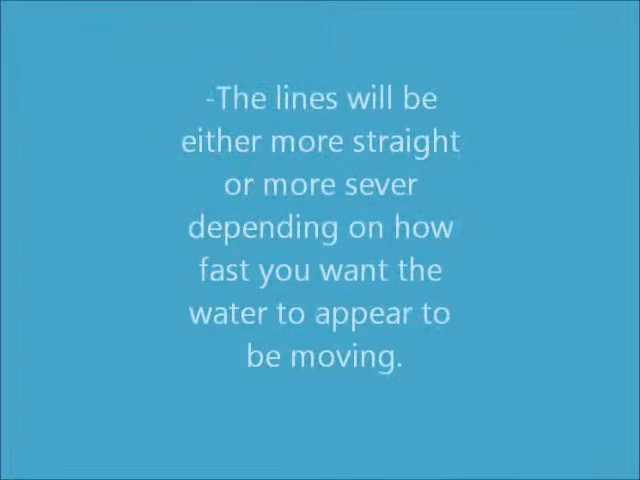 -The lines will be
either more straight
or more sever
depending on how
fast you want the
water to appear to
be moving.